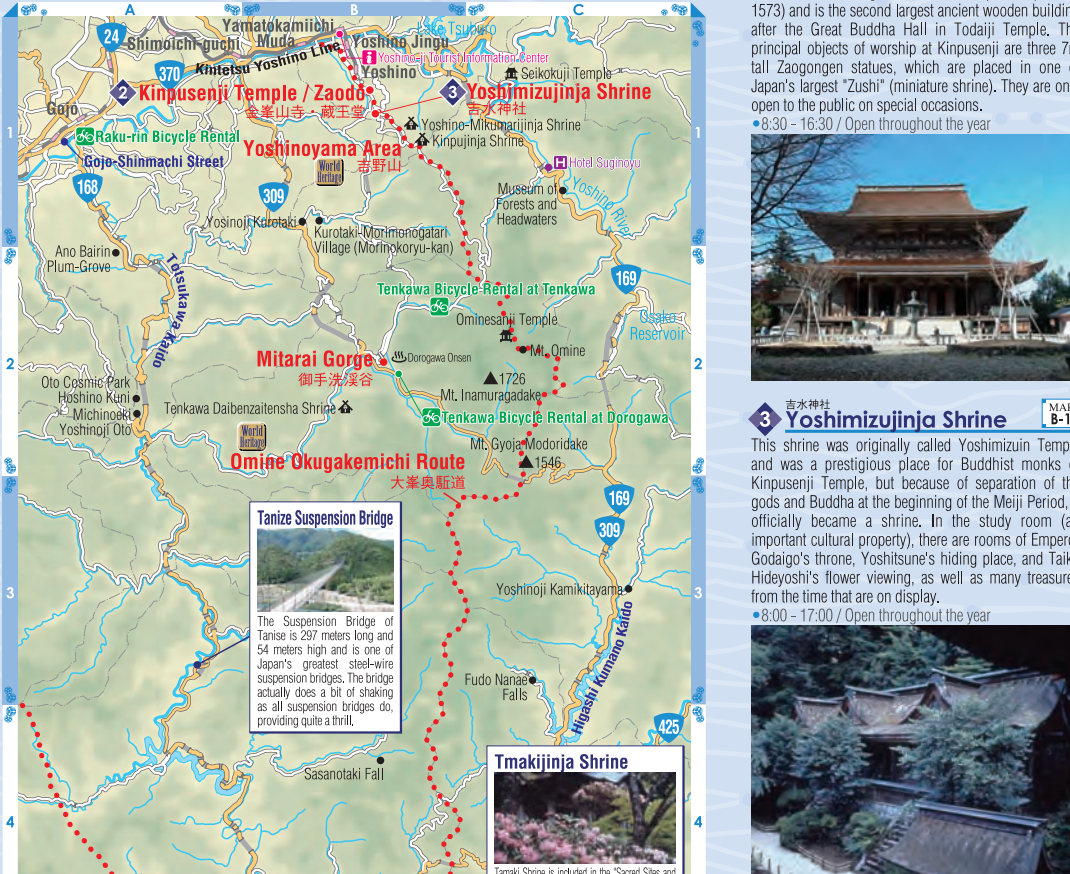 A
B
C
Yamatokamiichi
24
Shimoichi-guchi
Muda
Yoshino Jingu
Lake Tsuburo
Kintetsu Yoshino Line
Yoshino-ji Tourist Information Center
370
Yoshino
Seikokuji Temple
2 Kinpusenji Temple / Zaodo
金峯山寺・蔵王堂
3 Yoshimizujinja Shrine
吉水神社
Gojo
1
Raku-rin Bicycle Rental
Yoshino-Mikumarijinja Shrine
Kinpujinja Shrine
1
Gojo-Shinmachi Street
Yoshinoyama Area
吉野山
World Heritage
H Hotel Suginoyu
168
309
Museum of
Forests and
Headwaters
Yoshino River
Yosinoji Kurotaki
Kurotaki-Morimonogatari
Village (Morinokoryu-kan)
Ano Bairin
Plum-Grove
Totsukawa Kaido
169
Tenkawa Bicycle Rental at Tenkawa
Ominesanji Temple
Osako
Reservoir
Mt. Omine
2
Mitarai Gorge
御手洗渓谷
Dorogawa Onsen
2
1726
Mt. Inamuragadake
Oto Cosmic Park
Hoshino Kuni
Michinoeki
Yoshinoji Oto
Tenkawa Daibenzaitensha Shrine
Tenkawa Bicycle Rental at Dorogawa
World Heritage
Mt. Gyoja Modoridake
1546
Omine Okugakemichi Route
大峯奥駈道
169
309
Tanize Suspension Bridge
The Suspension Bridge of
Tanise is 297 meters long and
54 meters high and is one of
Japan's greatest steel-wire
suspension bridges. The bridge
actually does a bit of shaking
as all suspension bridges do,
providing quite a thrill.
3
3
Yoshinoji Kamikitayama
Higashi Kumano Kaido
Fudo Nanae
Falls
425
Sasanotaki Fall
4
4
Tmakijinja Shrine
Tamaki Shrine is included in the "Sacred Sites and
1573) and is the second largest ancient wooden building
after the Great Buddha Hall in Todaiji Temple. Th
principal objects of worship at Kinpusenji are three 7m
tall Zaogongen statues, which are placed in one o
Japan's largest "Zushi" (miniature shrine). They are on
open to the public on special occasions.
•8:30 - 16:30 / Open throughout the year
3 吉水神社
Yoshimizujinja Shrine
MAP
B-1
This shrine was originally called Yoshimizuin Temp
and was a prestigious place for Buddhist monks o
Kinpusenji Temple, but because of separation of th
gods and Buddha at the beginning of the Meiji Period,
officially became a shrine. In the study room (a
important cultural property), there are rooms of Empero
Godaigo's throne, Yoshitsune's hiding place, and Taik
Hideyoshi's flower viewing, as well as many treasure
from the time that are on display.
•8:00 - 17:00 / Open throughout the year